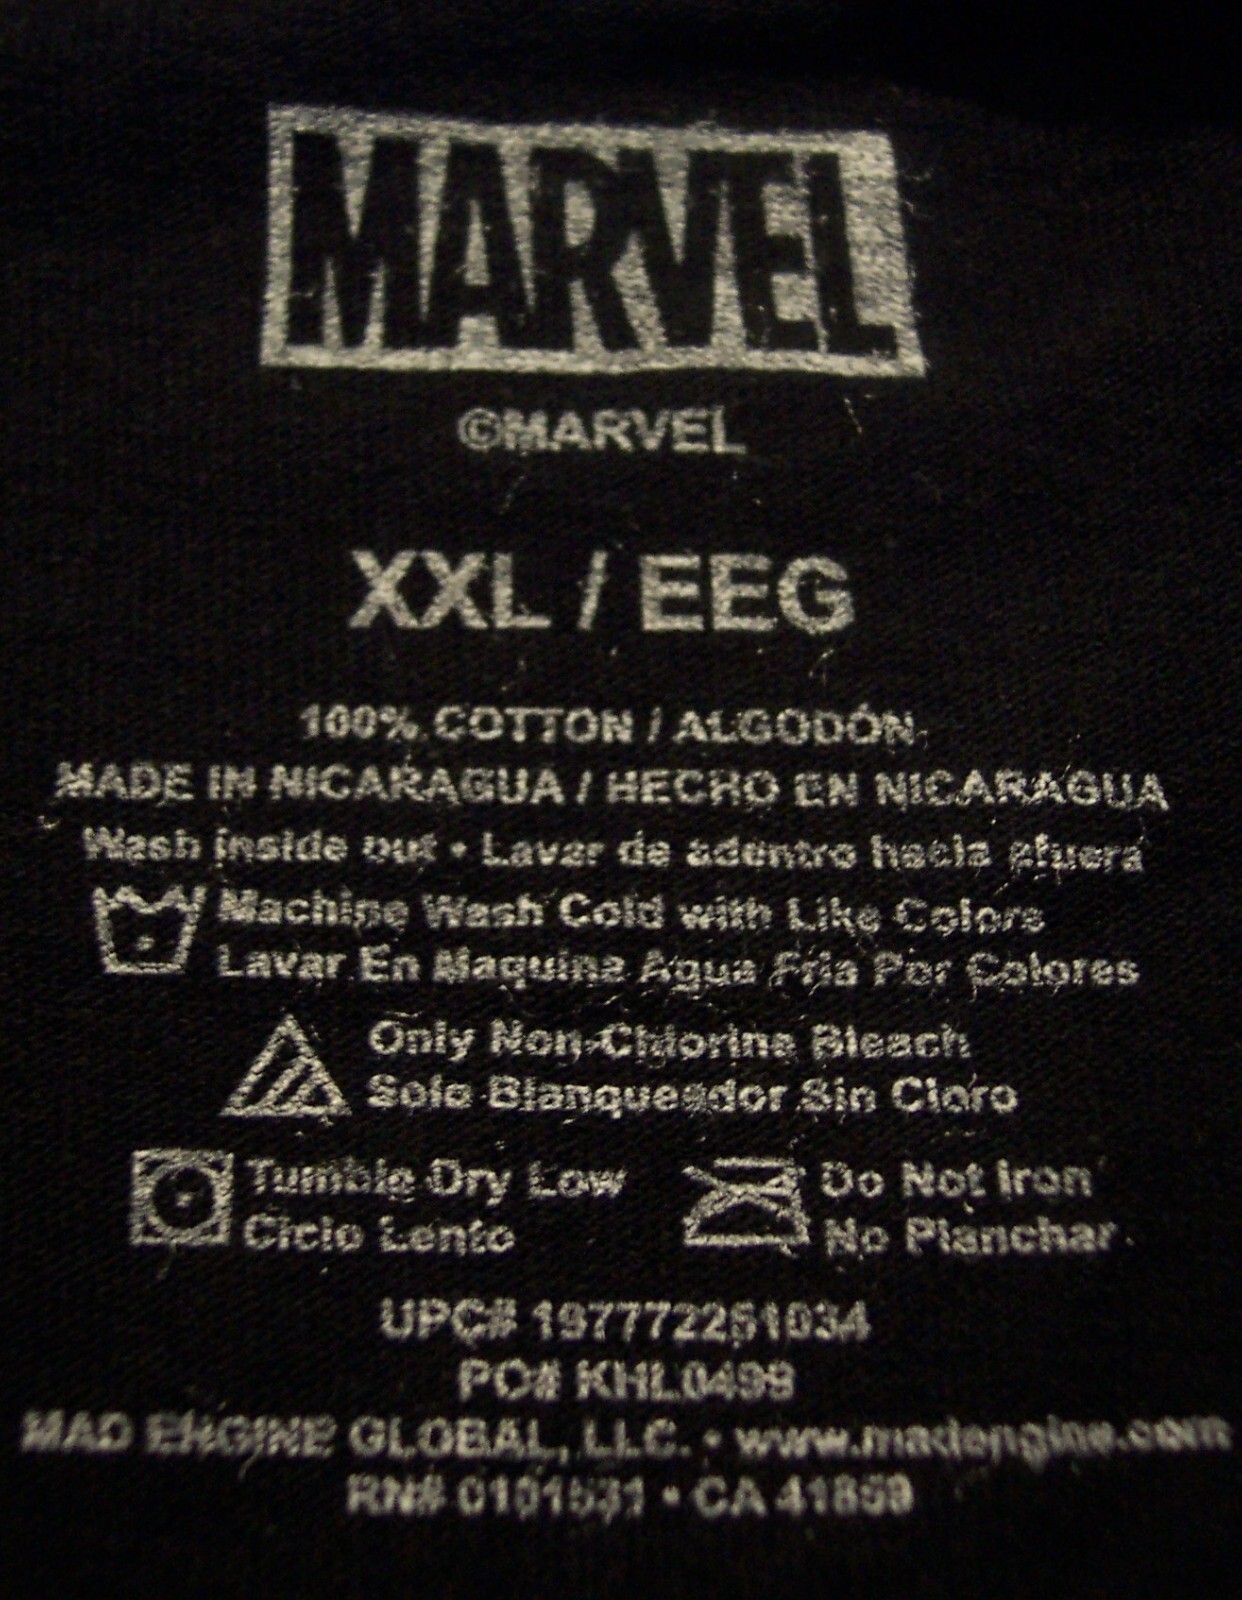 MARVEL
©MARVEL
XXL / EEG
100% COTTON / ALGODÓN
MADE IN NICARAGUA / HECHO EN NICARAGUA
Wash inside out • Lavar de adentro hacia afuera
Machine Wash Cold with Like Colors
Lavar En Maquina Agua Fria Por Colores
Only Non-Chlorine Bleach
Solo Blanqueador Sin Cloro
Tumble Dry Low
Ciclo Lento
Do Not Iron
No Planchar
UPC# 197772251034
PO# KHL0499
MAD ENGINE GLOBAL, LLC. • www.madengine.com
RN# 0101531 • CA 41859